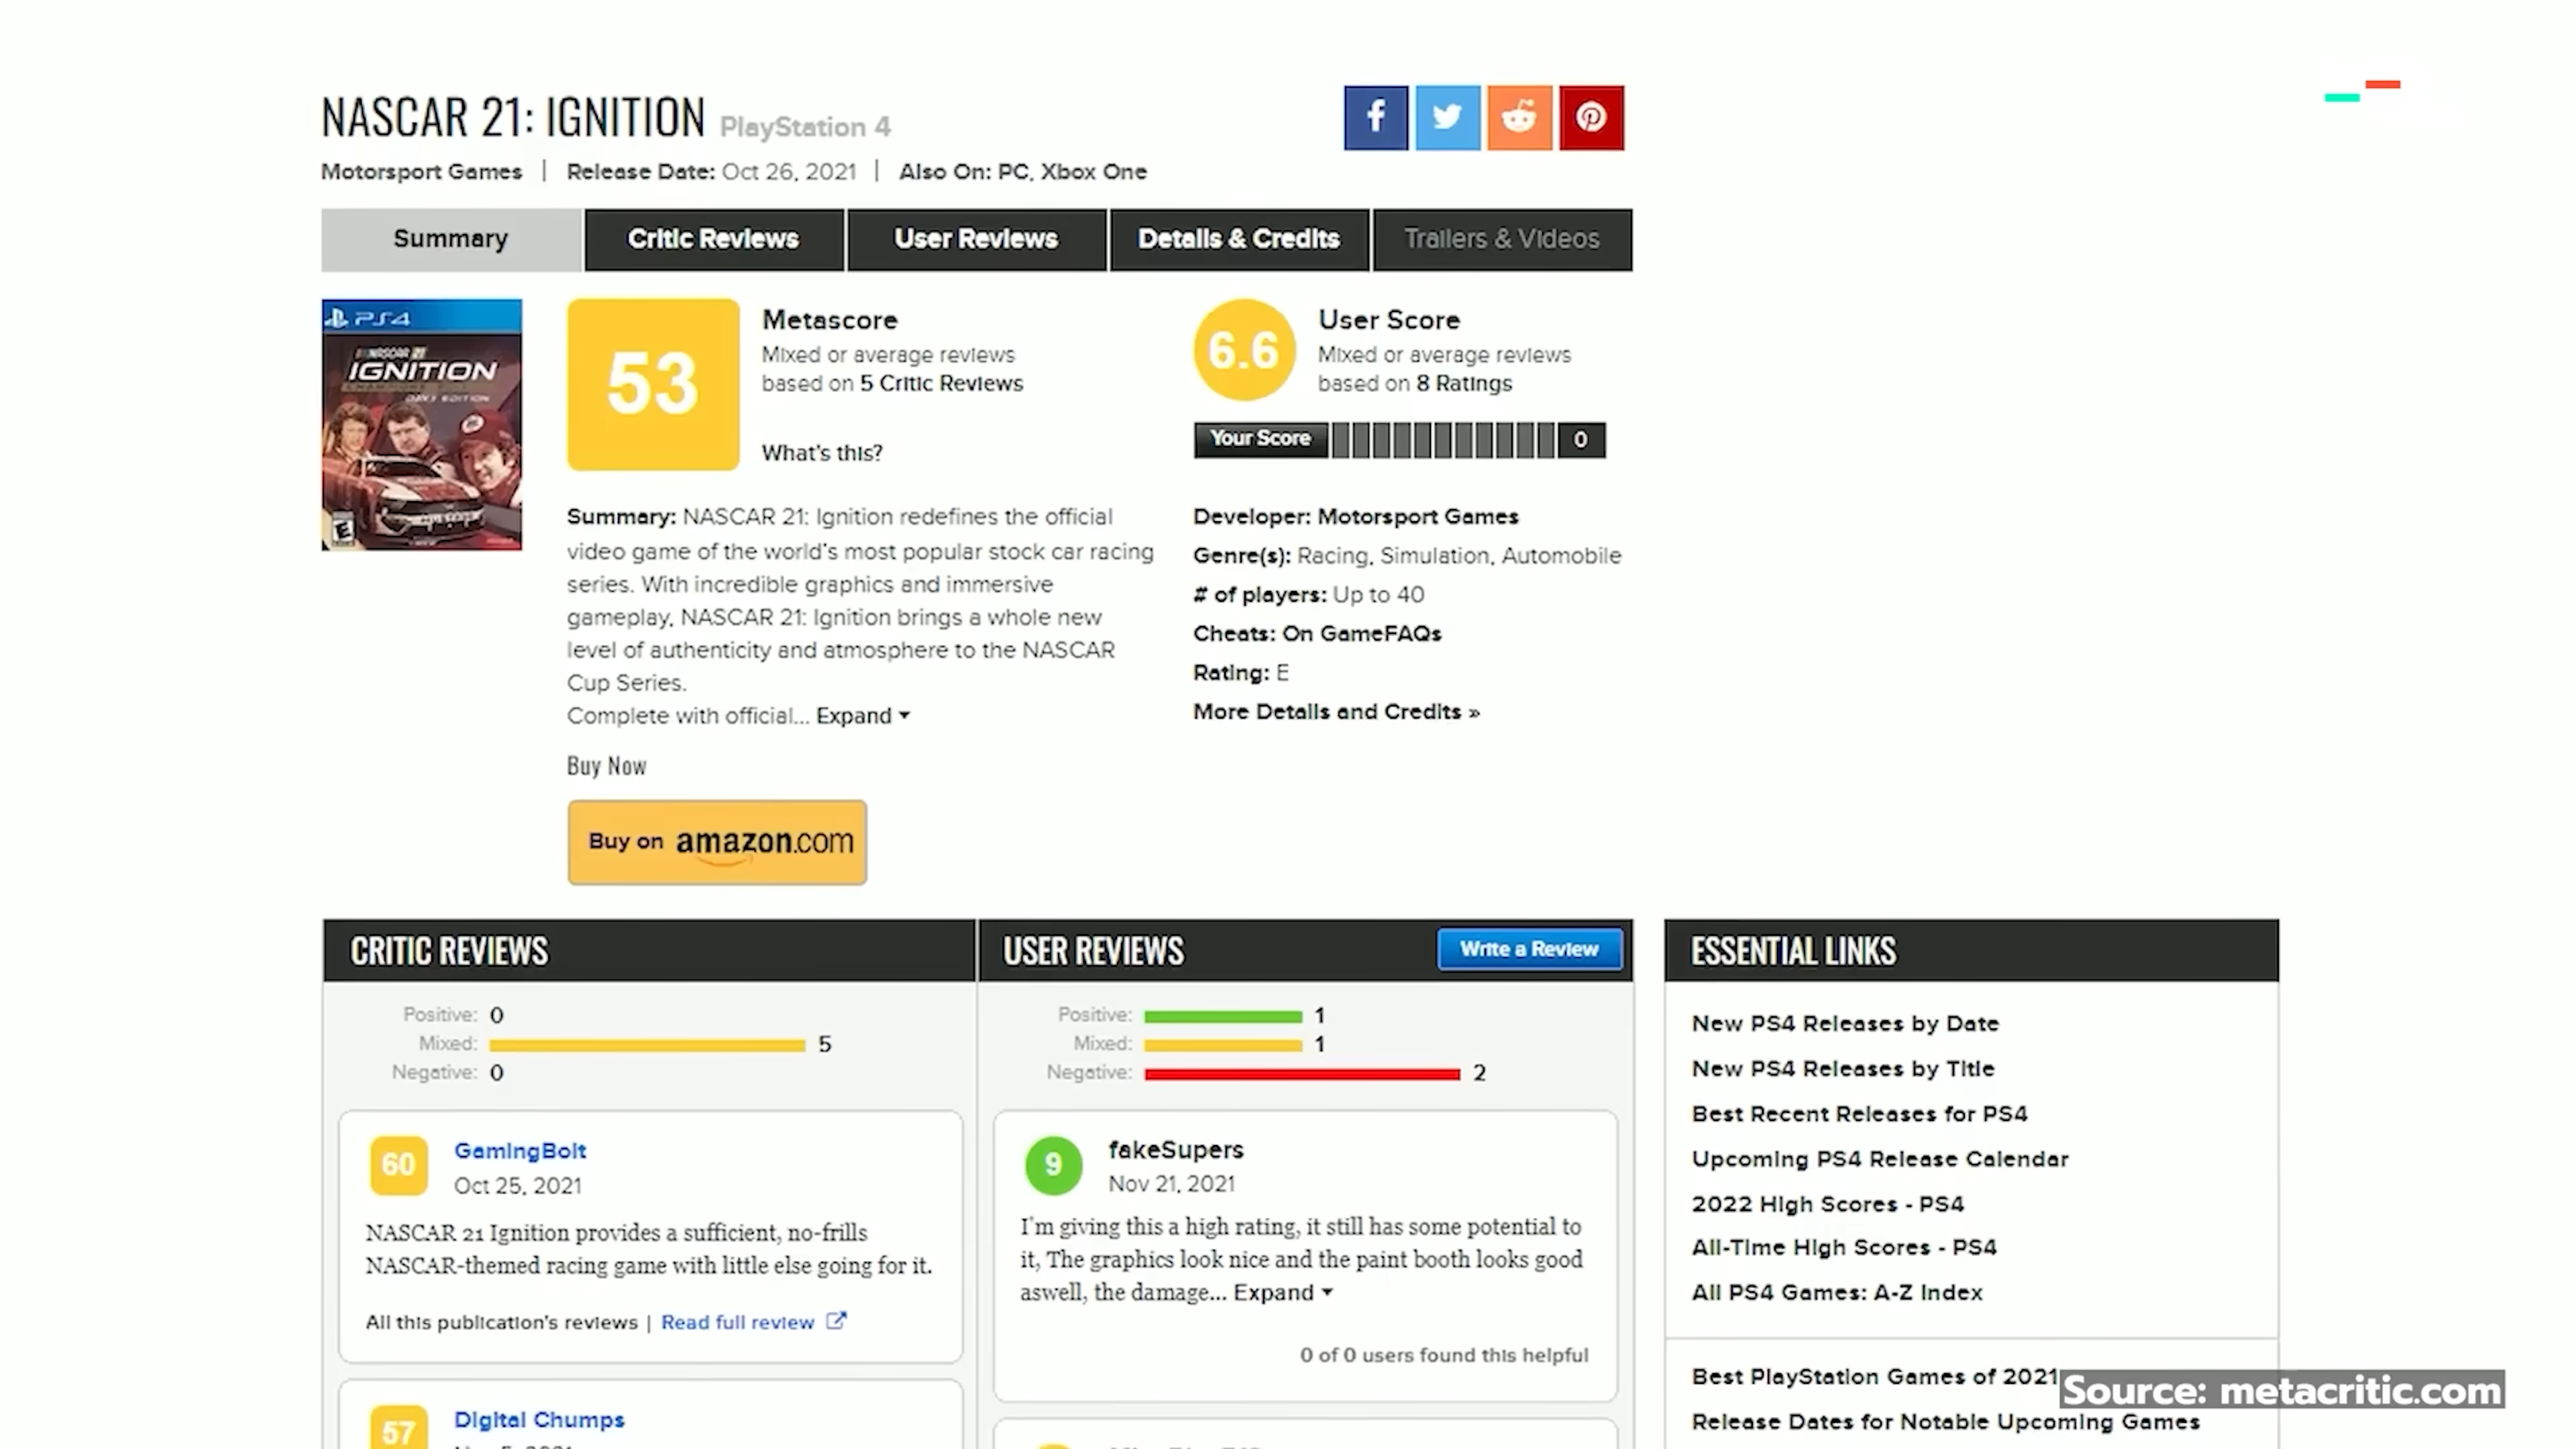 NASCAR 21: IGNITION PlayStation 4
Motorsport Games | Release Date: Oct 26, 2021 | Also On: PC, Xbox One
Summary
Critic Reviews
User Reviews
Details & Credits
Trailers & Videos
PS4
NASCAR 21
IGNITION
DAY 1 EDITION
E
53
Metascore
Mixed or average reviews
based on 5 Critic Reviews
What's this?
6.6
User Score
Mixed or average reviews
based on 8 Ratings
Your Score
0
Summary: NASCAR 21: Ignition redefines the official
video game of the world's most popular stock car racing
series. With incredible graphics and immersive
gameplay, NASCAR 21: Ignition brings a whole new
level of authenticity and atmosphere to the NASCAR
Cup Series.
Complete with official... Expand
Developer: Motorsport Games
Genre(s): Racing, Simulation, Automobile
# of players: Up to 40
Cheats: On GameFAQs
Rating: E
More Details and Credits »
Buy Now
Buy on amazon.com
CRITIC REVIEWS
Positive: 0
Mixed: 5
Negative: 0
60
GamingBolt
Oct 25, 2021
NASCAR 21 Ignition provides a sufficient, no-frills
NASCAR-themed racing game with little else going for it.
All this publication's reviews | Read full review
57
Digital Chumps
USER REVIEWS
Write a Review
Positive: 1
Mixed: 1
Negative: 2
9
fakeSupers
Nov 21, 2021
I'm giving this a high rating, it still has some potential to
it, The graphics look nice and the paint booth looks good
aswell, the damage... Expand
0 of 0 users found this helpful
ESSENTIAL LINKS
New PS4 Releases by Date
New PS4 Releases by Title
Best Recent Releases for PS4
Upcoming PS4 Release Calendar
2022 High Scores - PS4
All-Time High Scores - PS4
All PS4 Games: A-Z Index
Best PlayStation Games of 2021
Release Dates for Notable Upcoming Games
Source: metacritic.com